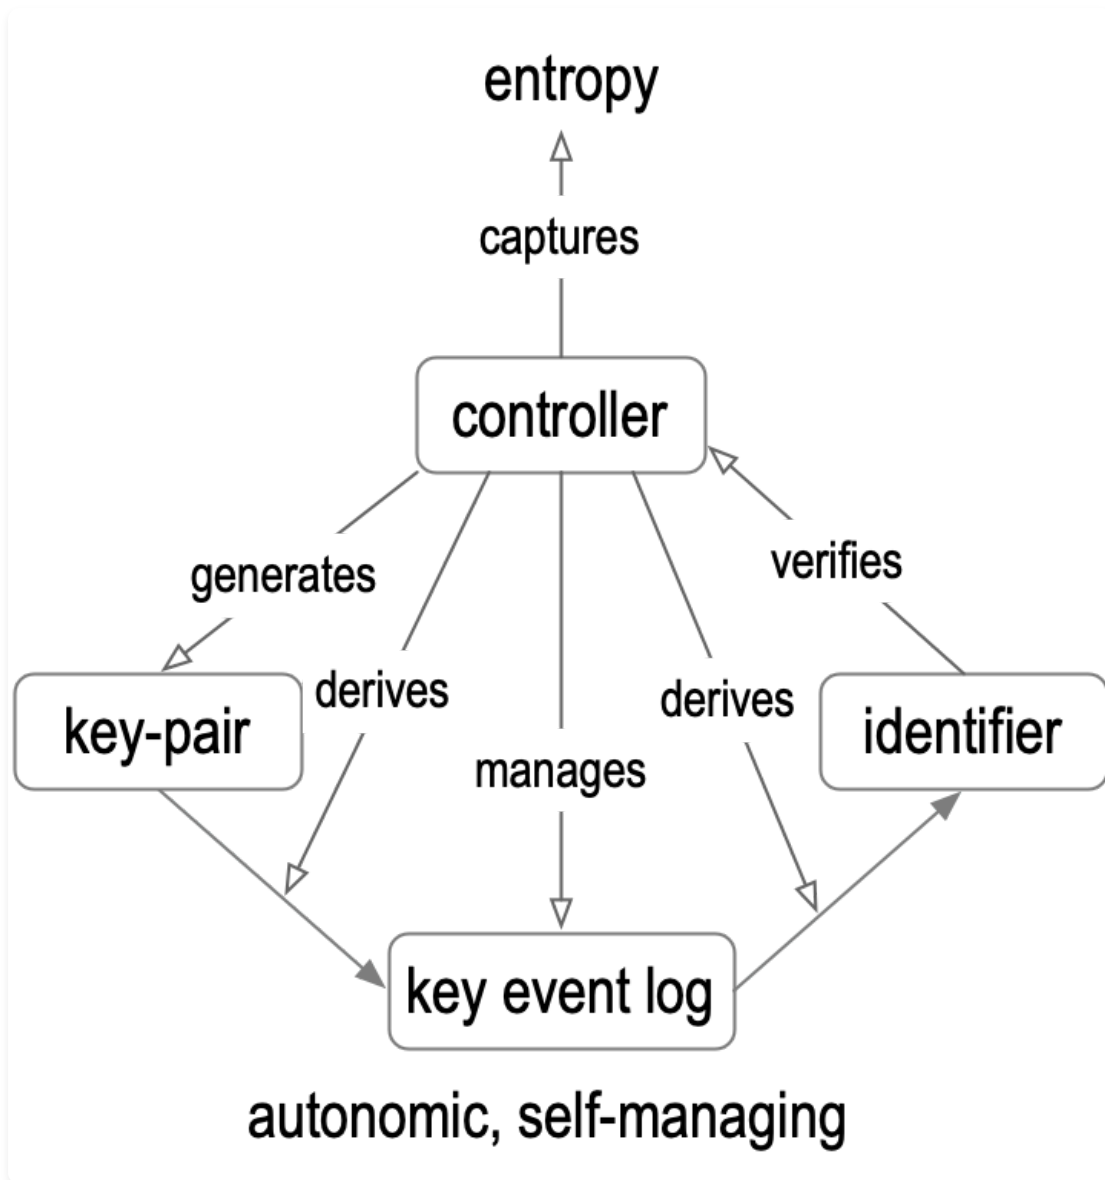 entropy
captures
controller
generates
verifies
derives
derives
key-pair
identifier
manages
key event log
autonomic, self-managing